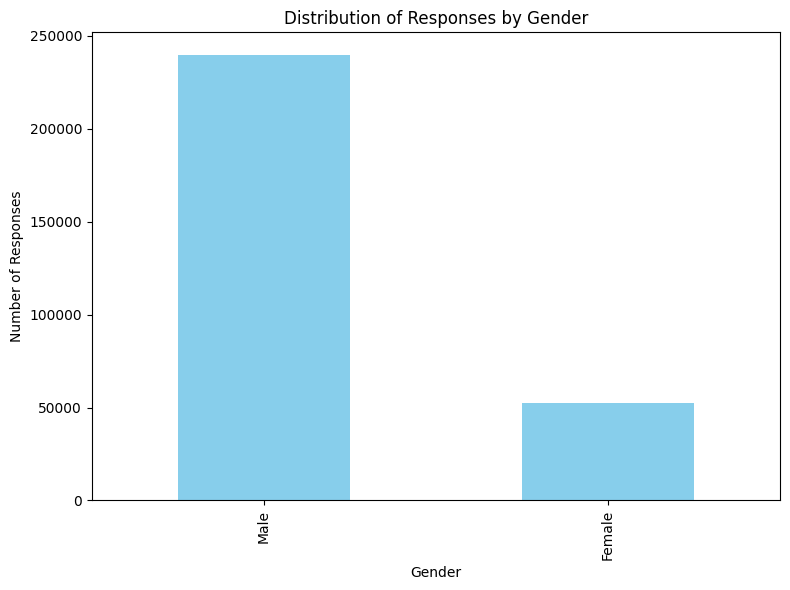 Distribution of Responses by Gender
250000
200000
150000
100000
50000
0
Number of Responses
Male
Female
Gender